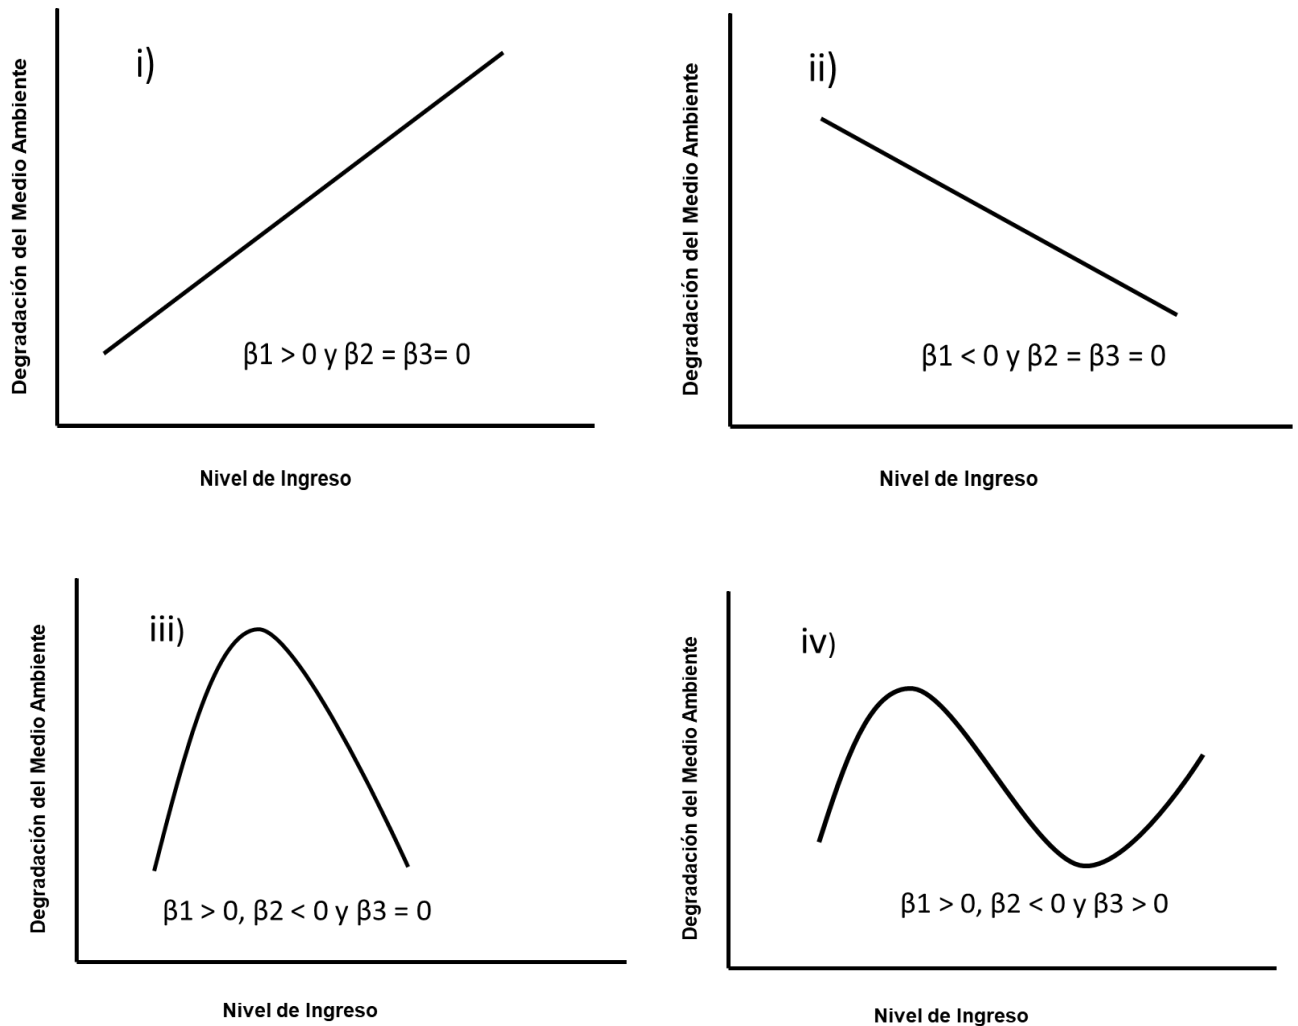 i)
Degradación del Medio Ambiente
β1 > 0 y β2 = β3= 0
Nivel de Ingreso
ii)
Degradación del Medio Ambiente
β1 < 0 y β2 = β3 = 0
Nivel de Ingreso
iii)
Degradación del Medio Ambiente
β1 > 0, β2 < 0 y β3 = 0
Nivel de Ingreso
iv)
Degradación del Medio Ambiente
β1 > 0, β2 < 0 y β3 > 0
Nivel de Ingreso